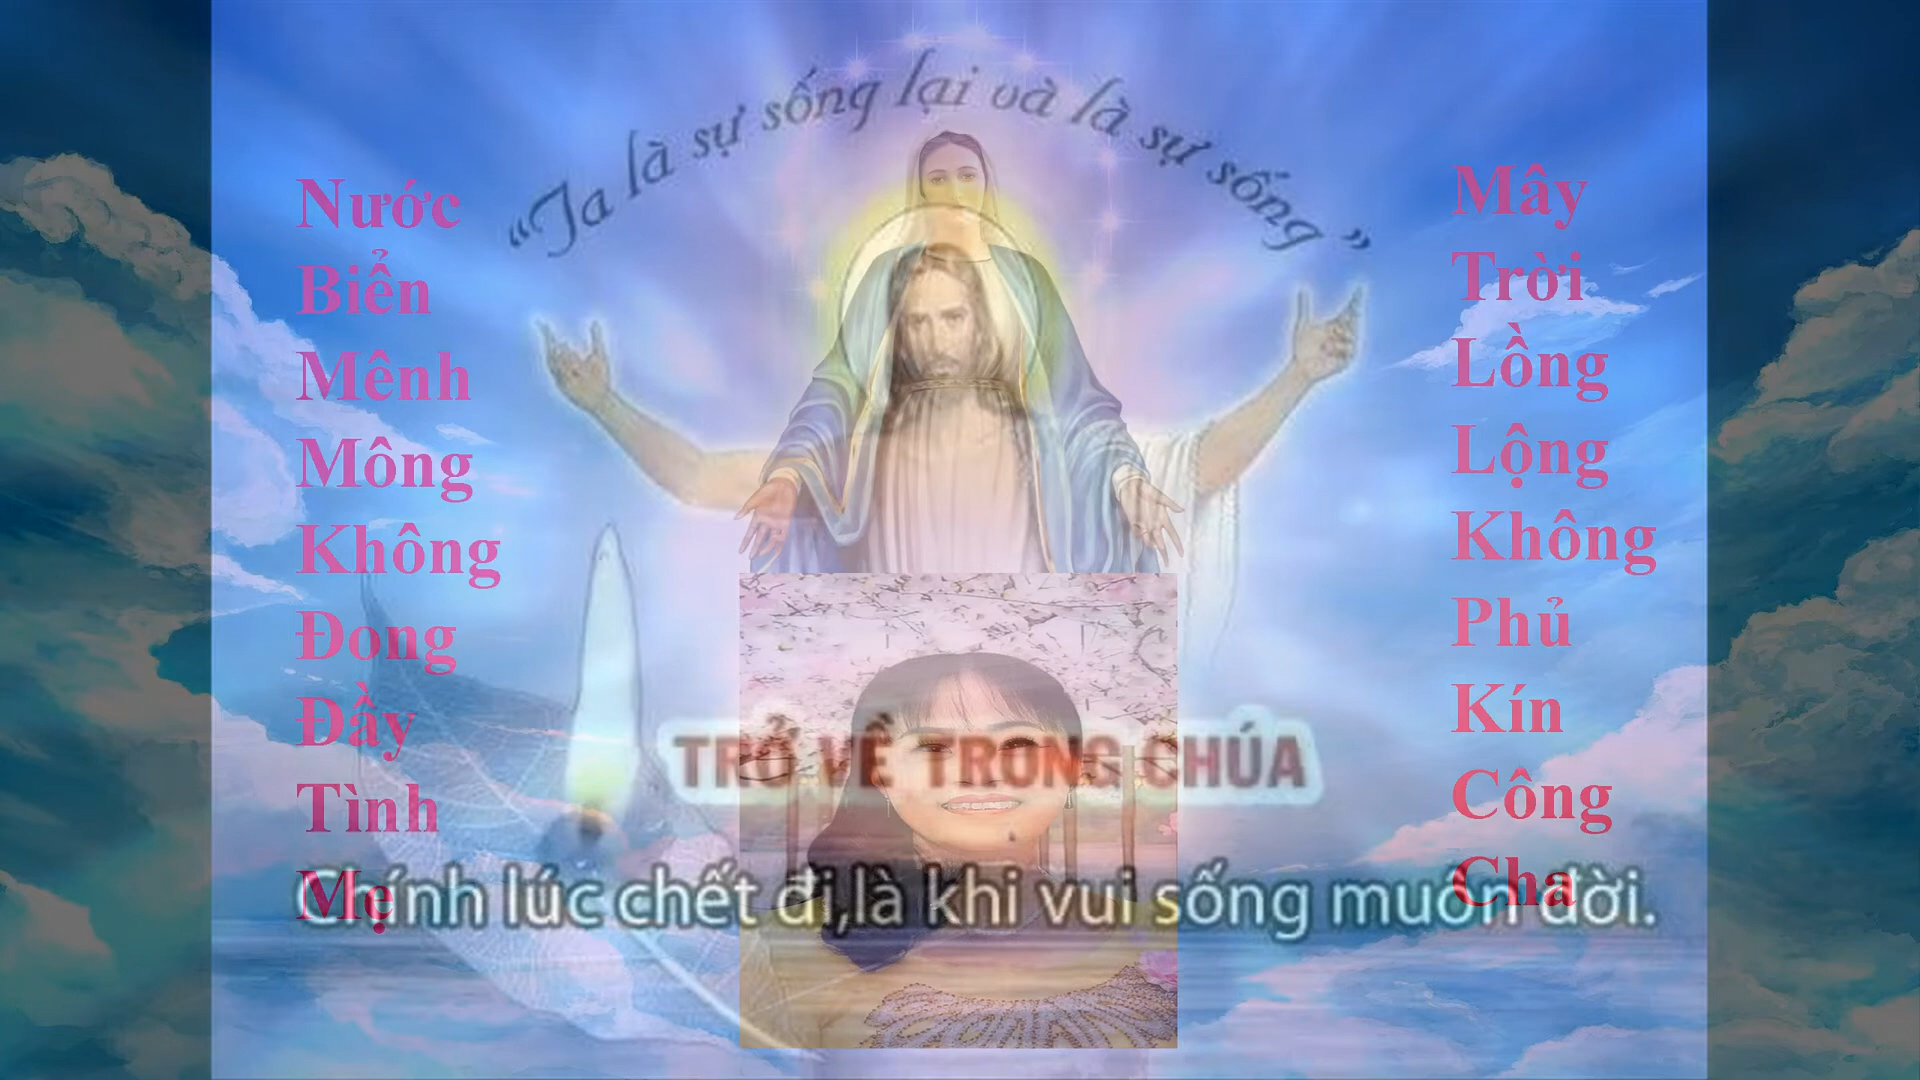 “Ta là sự sống lại và là sự sống”
Nước
Biển
Mênh
Mông
Không
Đong
Đầy
Tình
Mẹ
Mây
Trời
Lồng
Lộng
Không
Phủ
Kín
Công
Cha
TRỞ VỀ TRONG CHÚA
Chính lúc chết đi,là khi vui sống muôn đời.